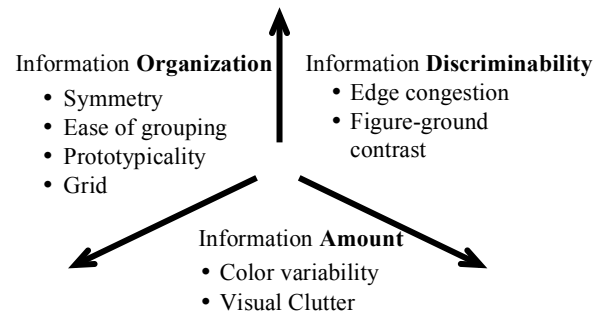 Information Organization
• Symmetry
• Ease of grouping
• Prototypicality
• Grid
Information Discriminability
• Edge congestion
• Figure-ground
contrast
Information Amount
• Color variability
• Visual Clutter